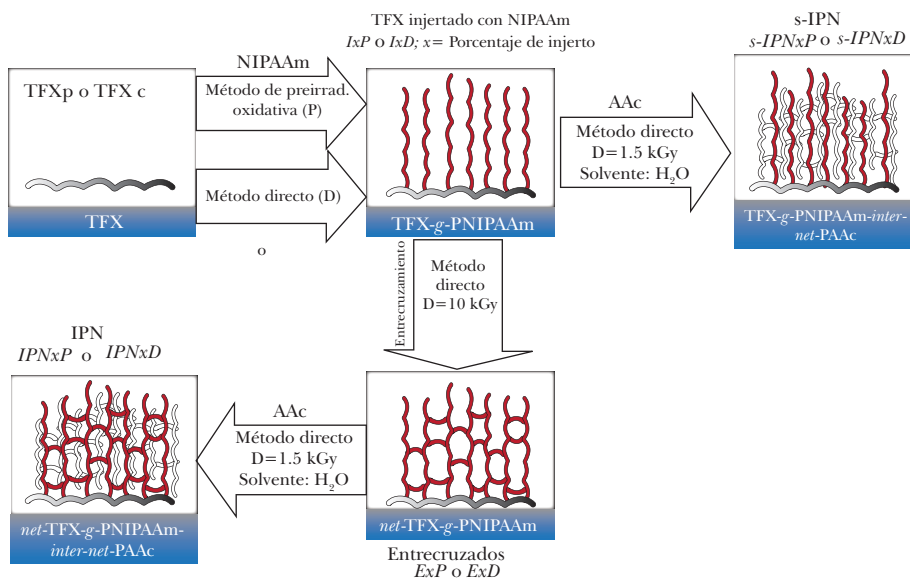 TFX injertado con NIPAAm
IxP o IxD; x= Porcentaje de injerto
s-IPN
s-IPNxP o s-IPNxD
TFXp o TFX c
TFX
NIPAAm
Método de preirrad.
oxidativa (P)
Método directo (D)
o
TFX-g-PNIPAAm
AAc
Método directo
D=1.5 kGy
Solvente: H₂O
TFX-g-PNIPAAm-inter-
net-PAAc
Entrecruzamiento
Método
directo
D=10 kGy
IPN
IPNxP o IPNxD
net-TFX-g-PNIPAAm-
inter-net-PAAc
AAc
Método directo
D=1.5 kGy
Solvente: H₂O
net-TFX-g-PNIPAAm
Entrecruzados
ExP o ExD